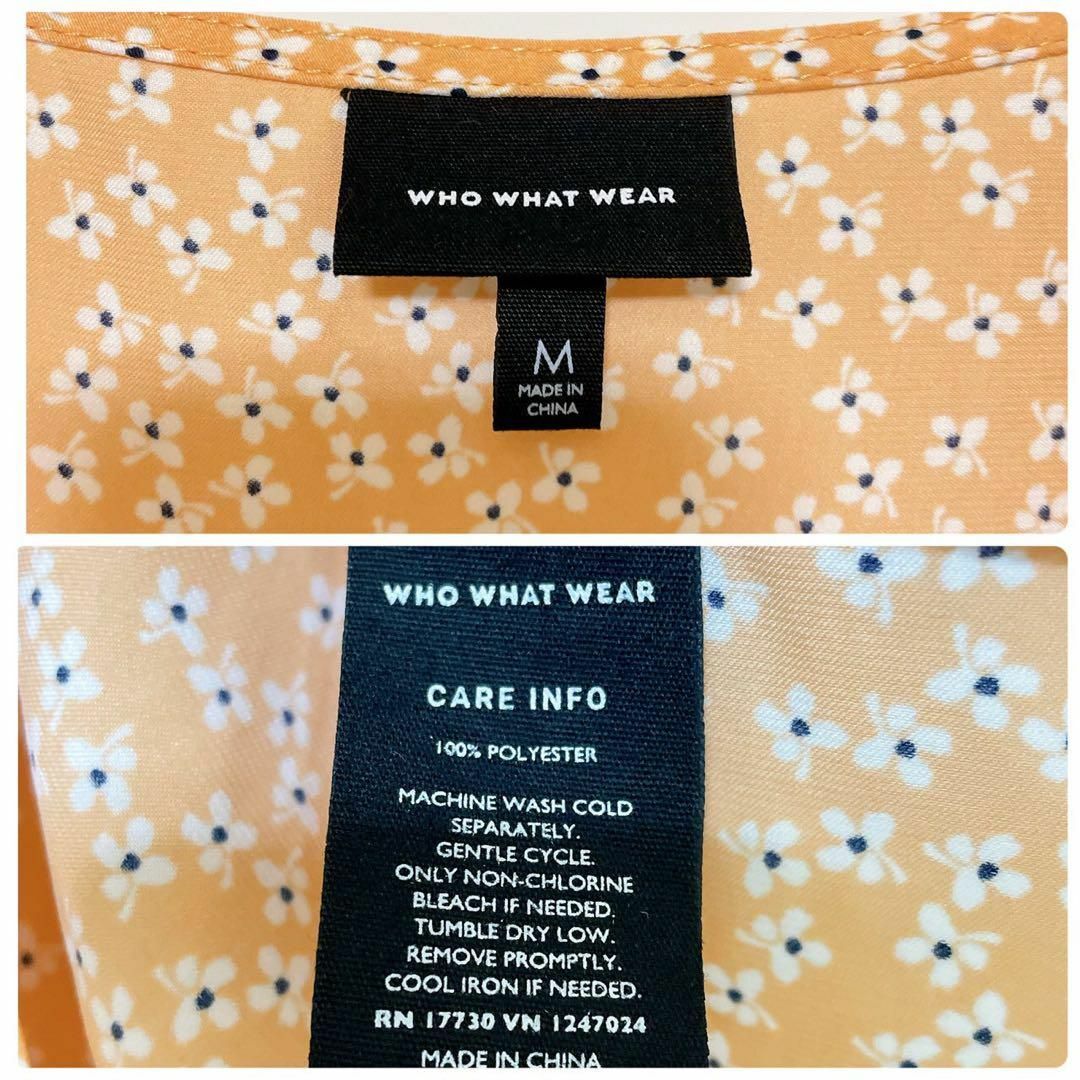 WHO WHAT WEAR
M
MADE IN
CHINA
WHO WHAT WEAR
CARE INFO
100% POLYESTER
MACHINE WASH COLD
SEPARATELY.
GENTLE CYCLE.
ONLY NON-CHLORINE
BLEACH IF NEEDED.
TUMBLE DRY LOW.
REMOVE PROMPTLY.
COOL IRON IF NEEDED.
RN 17730 VN 1247024
MADE IN CHINA